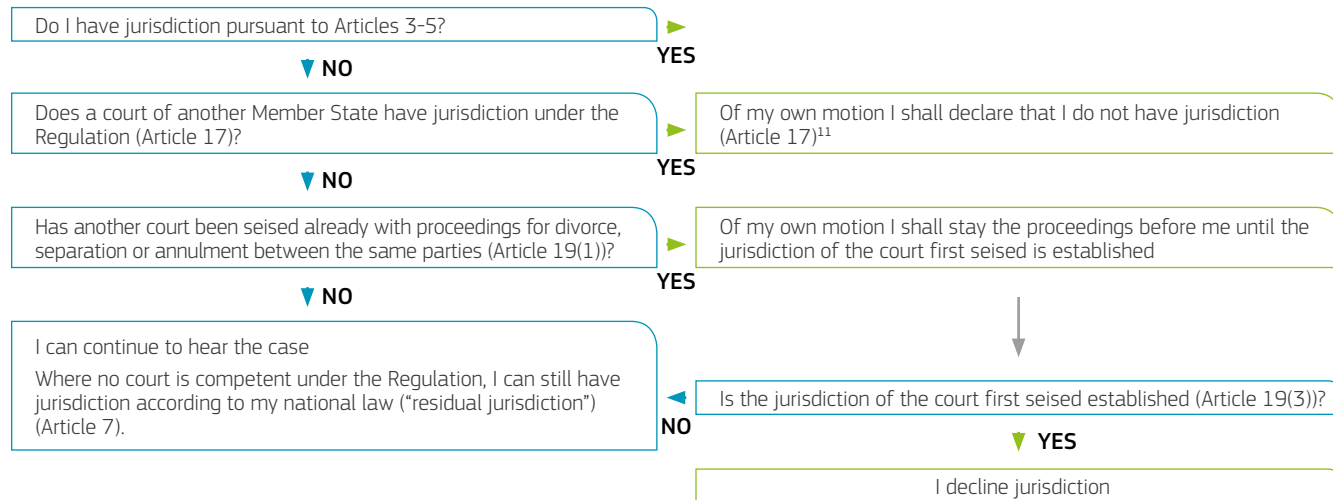 Do I have jurisdiction pursuant to Articles 3-5?
YES
NO
Does a court of another Member State have jurisdiction under the
Regulation (Article 17)?
Of my own motion I shall declare that I do not have jurisdiction
(Article 17)11
YES
NO
Has another court been seised already with proceedings for divorce,
separation or annulment between the same parties (Article 19(1))?
Of my own motion I shall stay the proceedings before me until the
jurisdiction of the court first seised is established
YES
NO
I can continue to hear the case
Where no court is competent under the Regulation, I can still have
jurisdiction according to my national law (“residual jurisdiction”)
(Article 7).
Is the jurisdiction of the court first seised established (Article 19(3))?
NO
YES
I decline jurisdiction